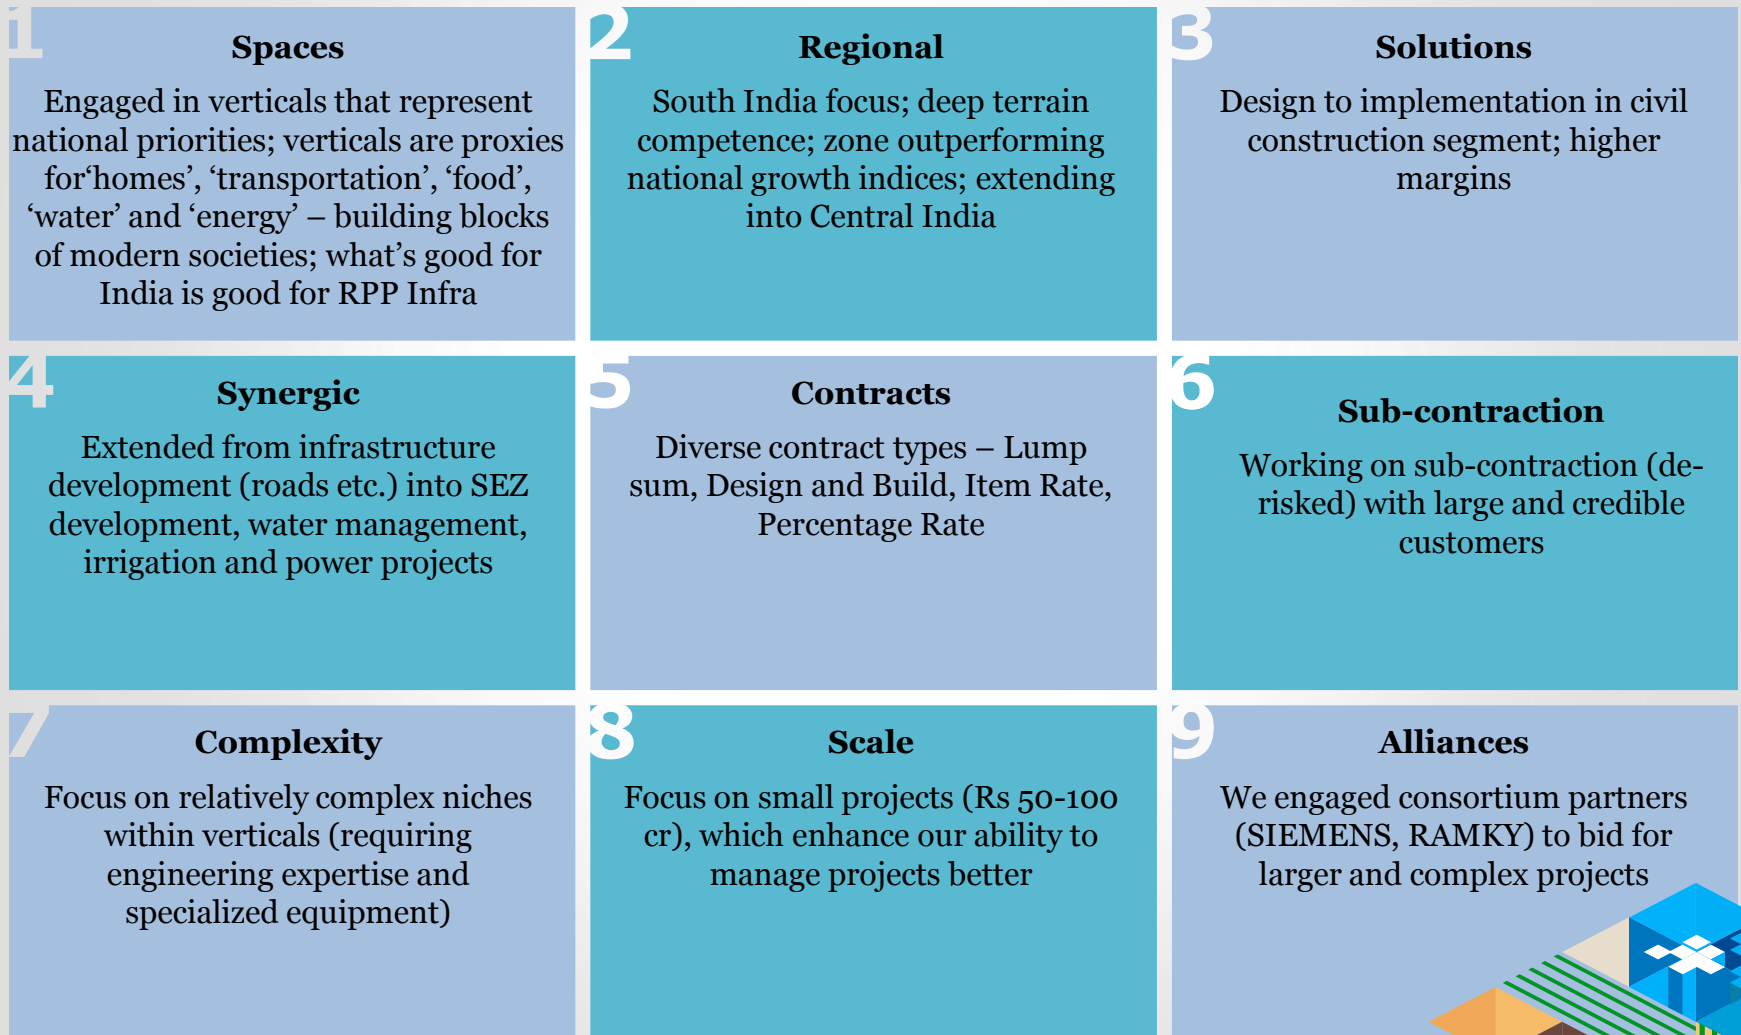 1
Spaces
Engaged in verticals that represent
national priorities; verticals are proxies
for‘homes’, ‘transportation’, ‘food’,
‘water’ and ‘energy’ – building blocks
of modern societies; what’s good for
India is good for RPP Infra
2
Regional
South India focus; deep terrain
competence; zone outperforming
national growth indices; extending
into Central India
3
Solutions
Design to implementation in civil
construction segment; higher
margins
4
Synergic
Extended from infrastructure
development (roads etc.) into SEZ
development, water management,
irrigation and power projects
5
Contracts
Diverse contract types – Lump
sum, Design and Build, Item Rate,
Percentage Rate
6
Sub-contraction
Working on sub-contraction (de-
risked) with large and credible
customers
7
Complexity
Focus on relatively complex niches
within verticals (requiring
engineering expertise and
specialized equipment)
8
Scale
Focus on small projects (Rs 50-100
cr), which enhance our ability to
manage projects better
9
Alliances
We engaged consortium partners
(SIEMENS, RAMKY) to bid for
larger and complex projects